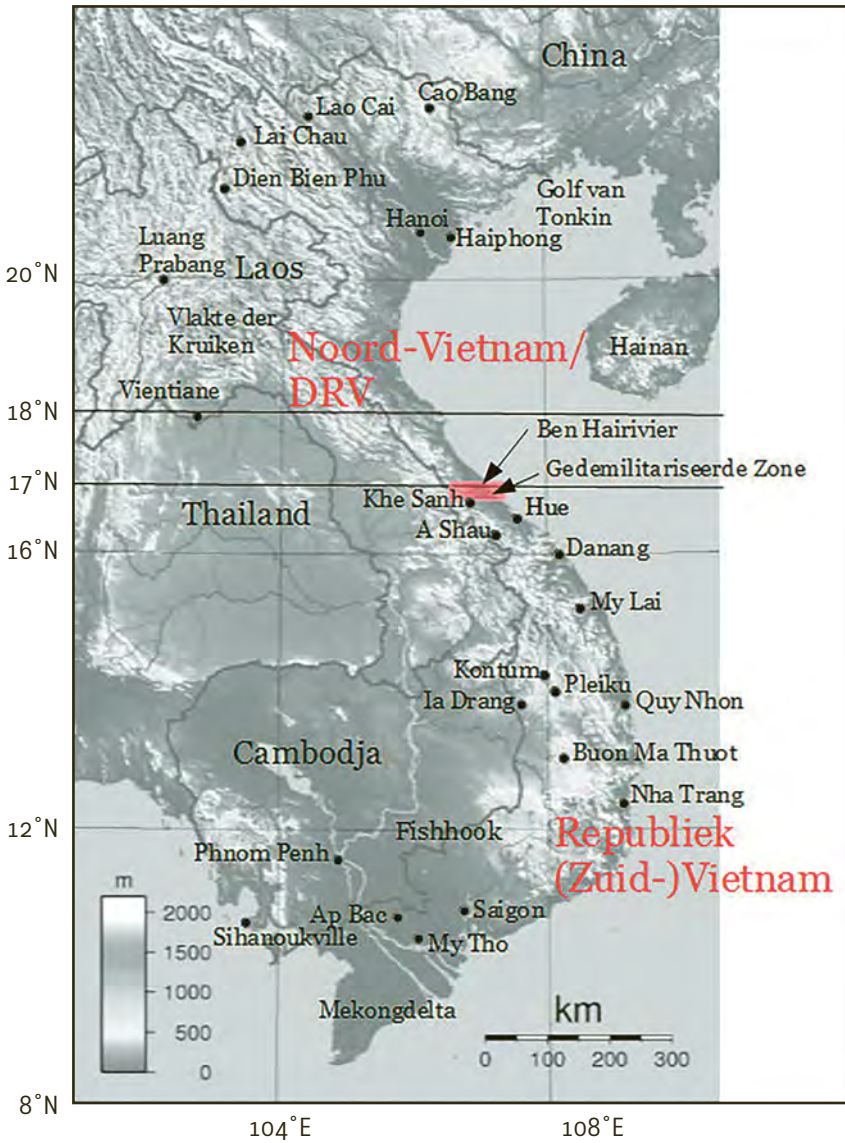 China
Cao Bang
Lao Cai
Lai Chau
Dien Bien Phu
Golf van
Tonkin
Hanoi
Haiphong
Luang
Prabang
Laos
20°N
Vlakte der
Kruiken
Noord-Vietnam/
DRV
Hainan
Vientiane
18°N
Ben Hairivier
Gedemilitariseerde Zone
17°N
Khe Sanh
Hue
Thailand
A Shau
16°N
Danang
My Lai
Kontum
Pleiku
Ia Drang
Quy Nhon
Cambodja
Buon Ma Thuot
Nha Trang
12°N
Fishhook
Republiek
(Zuid-)Vietnam
Phnom Penh
m
2000
1500
1000
500
0
Ap Bac
Saigon
Sihanoukville
My Tho
Mekongdelta
km
0 100 200 300
8°N
104°E
108°E